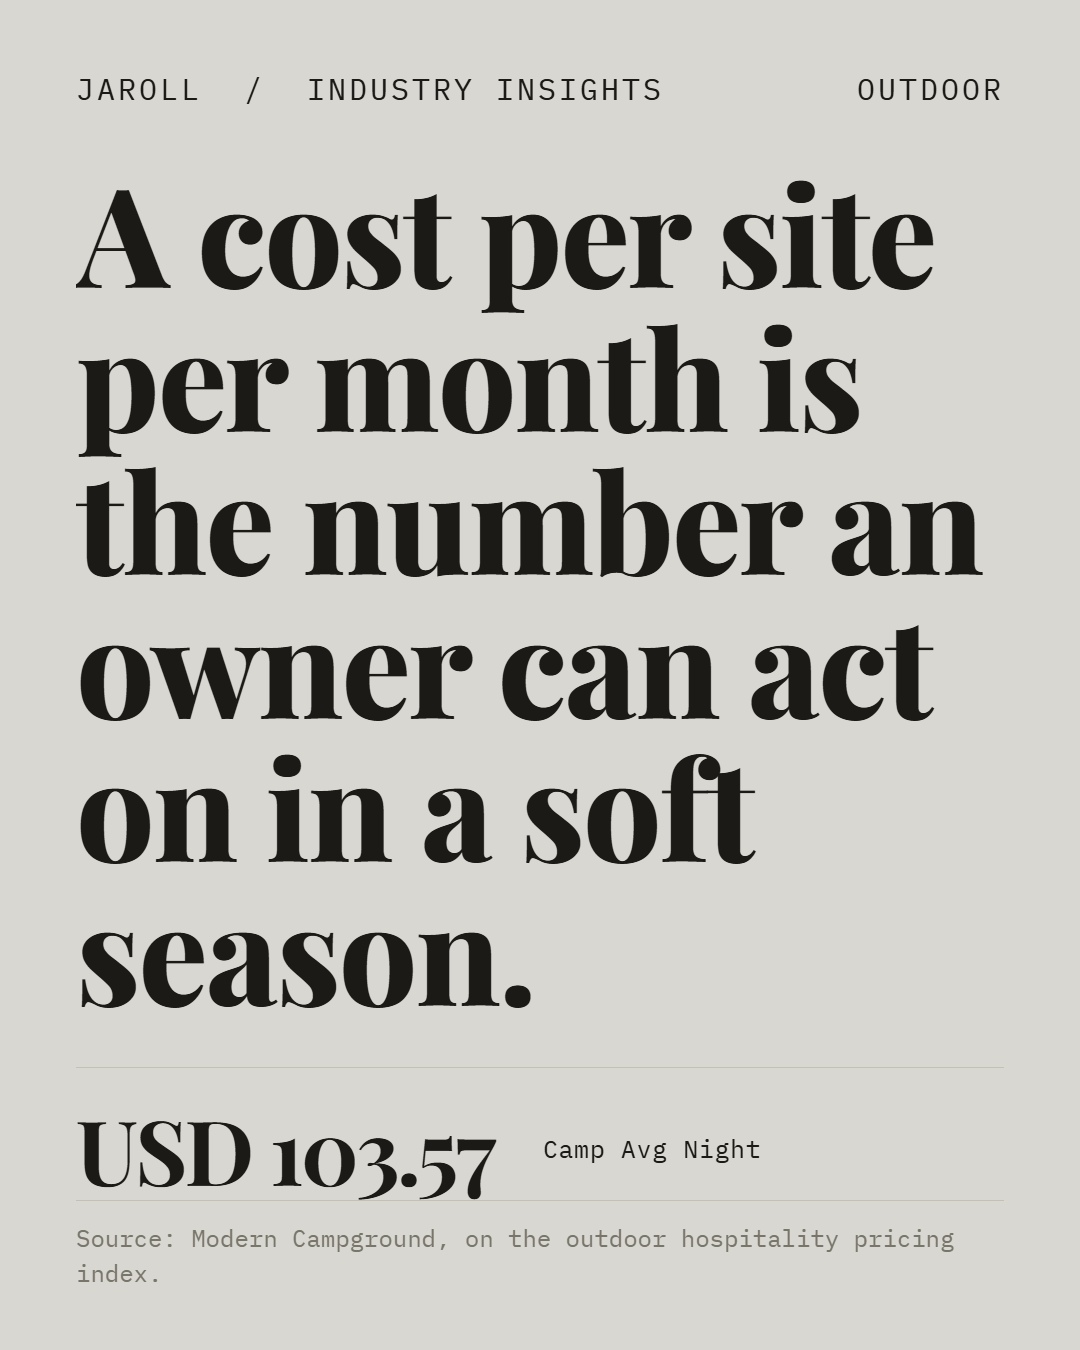 JAROLL / INDUSTRY INSIGHTS OUTDOOR
A cost per site
per month is
the number an
owner can act
on in a soft
season.
USD 103.57 Camp Avg Night
Source: Modern Campground, on the outdoor hospitality pricing
index.